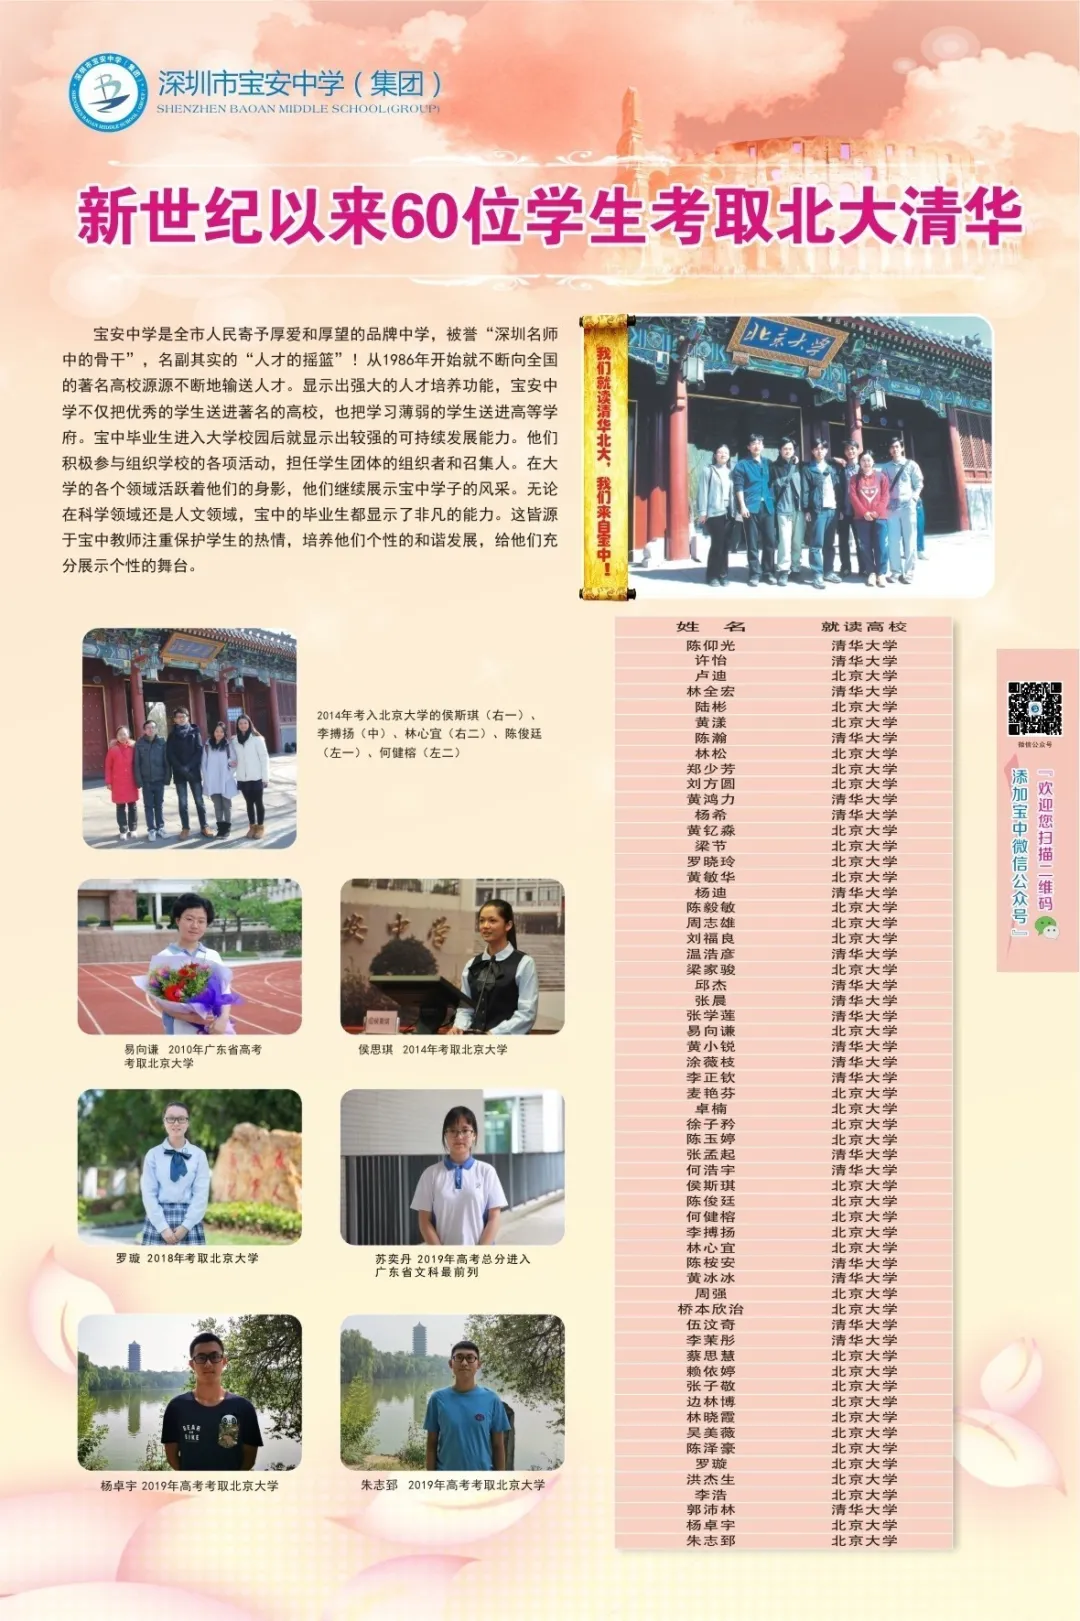 深圳市宝安中学（集团）
SHENZHEN BAOAN MIDDLE SCHOOL(GROUP)
新世纪以来60位学生考取北大清华
宝安中学是全市人民寄予厚爱和厚望的品牌中学，被誉“深圳名师
中的骨干”，名副其实的“人才的摇篮”！从1986年开始就不断向全国
的著名高校源源不断地输送人才。显示出强大的人才培养功能，宝安中
学不仅把优秀的学生送进著名的高校，也把学习薄弱的学生送进高等学
府。宝中毕业生进入大学校园后就显示出较强的可持续发展能力。他们
积极参与组织学校的各项活动，担任学生团体的组织者和召集人。在大
学的各个领域活跃着他们的身影，他们继续展示宝中学子的风采。无论
在科学领域还是人文领域，宝中的毕业生都显示了非凡的能力。这皆源
于宝中教师注重保护学生的热情，培养他们个性的和谐发展，给他们充
分展示个性的舞台。
我们就读清华北大，我们来自宝中！
北京大学
2014年考入北京大学的侯斯琪（右一）、
李搏扬（中）、林心宜（右二）、陈俊廷
（左一）、何健榕（左二）
安中学
易向谦 2010年广东省高考
考取北京大学
侯思琪 2014年考取北京大学
罗璇 2018年考取北京大学
苏奕丹 2019年高考总分进入
广东省文科最前列
杨卓宇 2019年高考考取北京大学
朱志郅 2019年高考考取北京大学
姓 名 就读高校
陈仰光 清华大学
许怡 清华大学
卢迪 北京大学
林全宏 清华大学
陆彬 北京大学
黄漾 北京大学
陈瀚 清华大学
林松 北京大学
郑少芳 北京大学
刘方圆 北京大学
黄鸿力 清华大学
杨希 清华大学
黄钇淼 北京大学
梁节 北京大学
罗晓玲 北京大学
黄敏华 北京大学
杨迪 清华大学
陈毅敏 北京大学
周志雄 北京大学
刘福良 北京大学
温浩彦 清华大学
梁家骏 北京大学
邱杰 清华大学
张晨 清华大学
张学莲 清华大学
易向谦 北京大学
黄小锐 清华大学
涂薇枝 清华大学
李正钦 清华大学
麦艳芬 北京大学
卓楠 北京大学
徐子矜 北京大学
陈玉婷 北京大学
张孟起 清华大学
何浩宇 清华大学
侯斯琪 北京大学
陈俊廷 北京大学
何健榕 北京大学
李搏扬 北京大学
林心宜 北京大学
陈桉安 清华大学
黄冰冰 清华大学
周强 北京大学
桥本欣治 北京大学
伍汶奇 清华大学
李茉彤 清华大学
蔡思慧 北京大学
赖依婷 北京大学
张子敬 北京大学
边林博 北京大学
林晓霞 北京大学
吴美薇 北京大学
陈泽豪 北京大学
罗璇 北京大学
洪杰生 北京大学
李浩 北京大学
郭沛林 清华大学
杨卓宇 北京大学
朱志郅 北京大学
微信公众号
『欢迎您扫描二维码
添加宝中微信公众号』